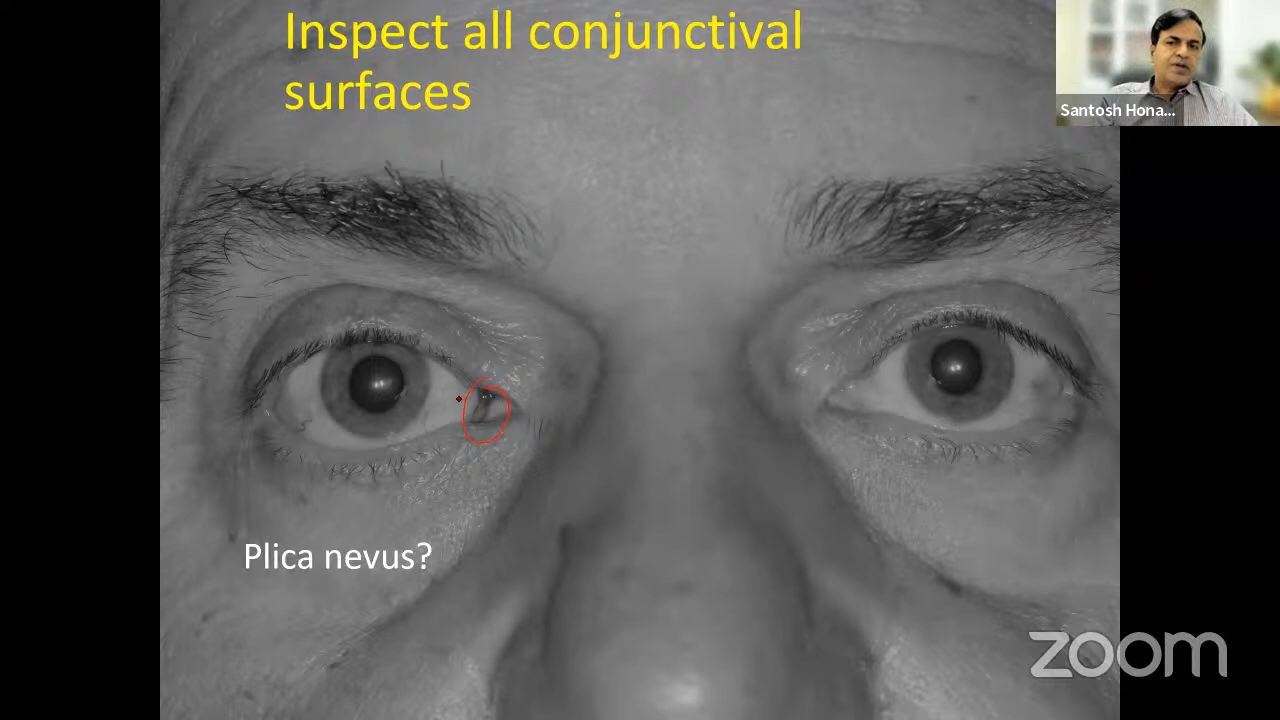 Inspect all conjunctival
surfaces
Santosh Hona...
Plica nevus?
zoom